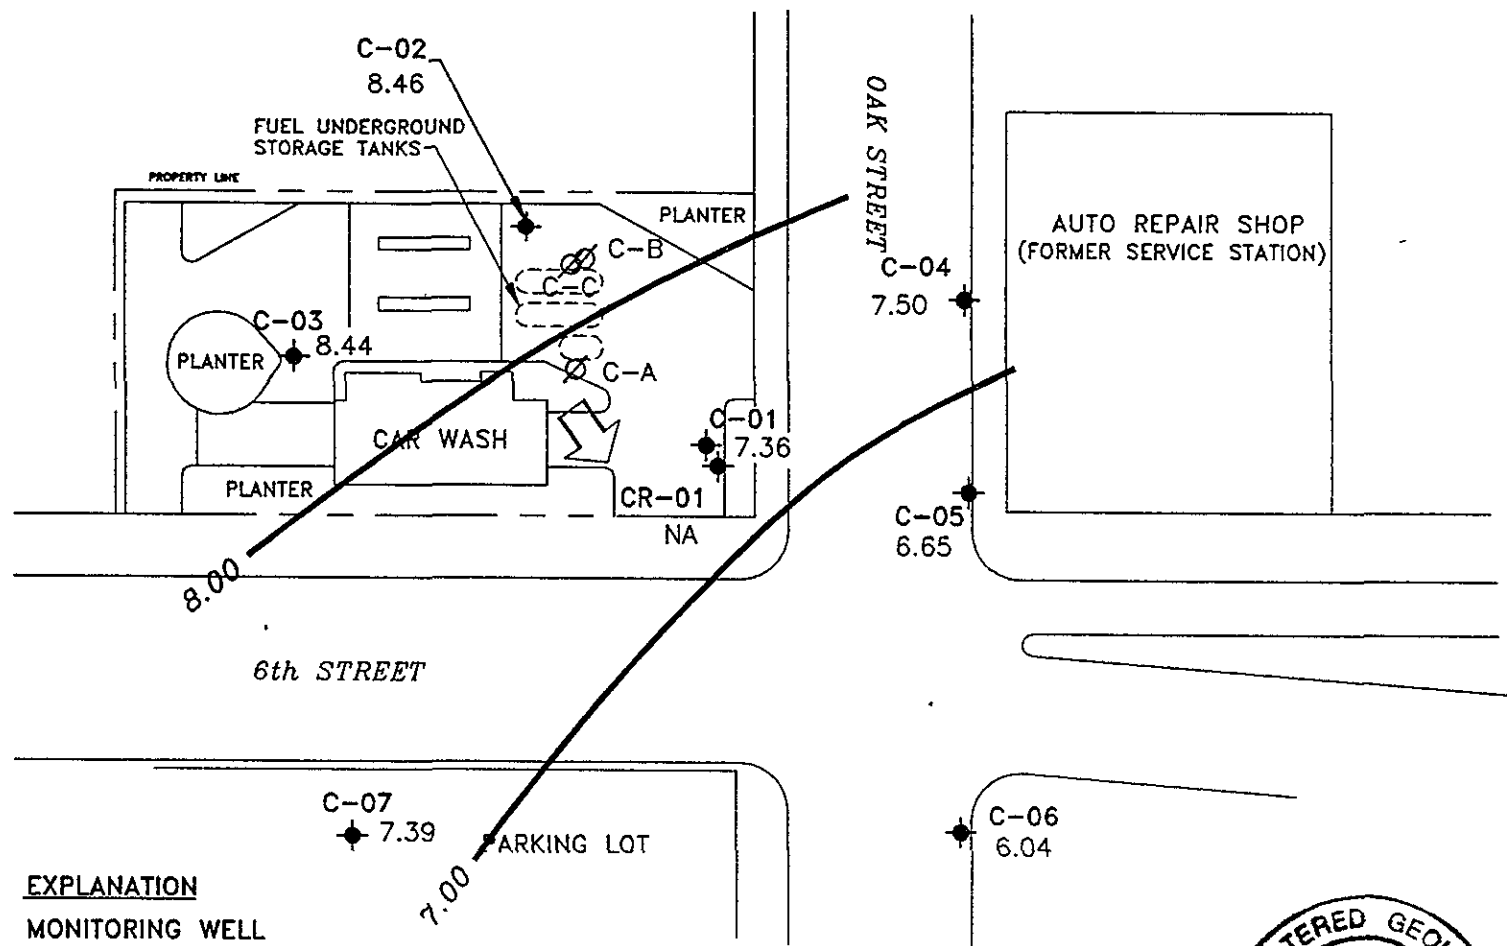 C-02
8.46
FUEL UNDERGROUND
STORAGE TANKS
PROPERTY LINE
PLANTER
OAK STREET
AUTO REPAIR SHOP
(FORMER SERVICE STATION)
C-B
C-C
C-04
7.50
C-03
8.44
PLANTER
C-A
C-01
7.36
CAR WASH
PLANTER
CR-01
NA
C-05
6.65
8.00
6th STREET
C-07
7.39
PARKING LOT
C-06
6.04
7.00
EXPLANATION
MONITORING WELL